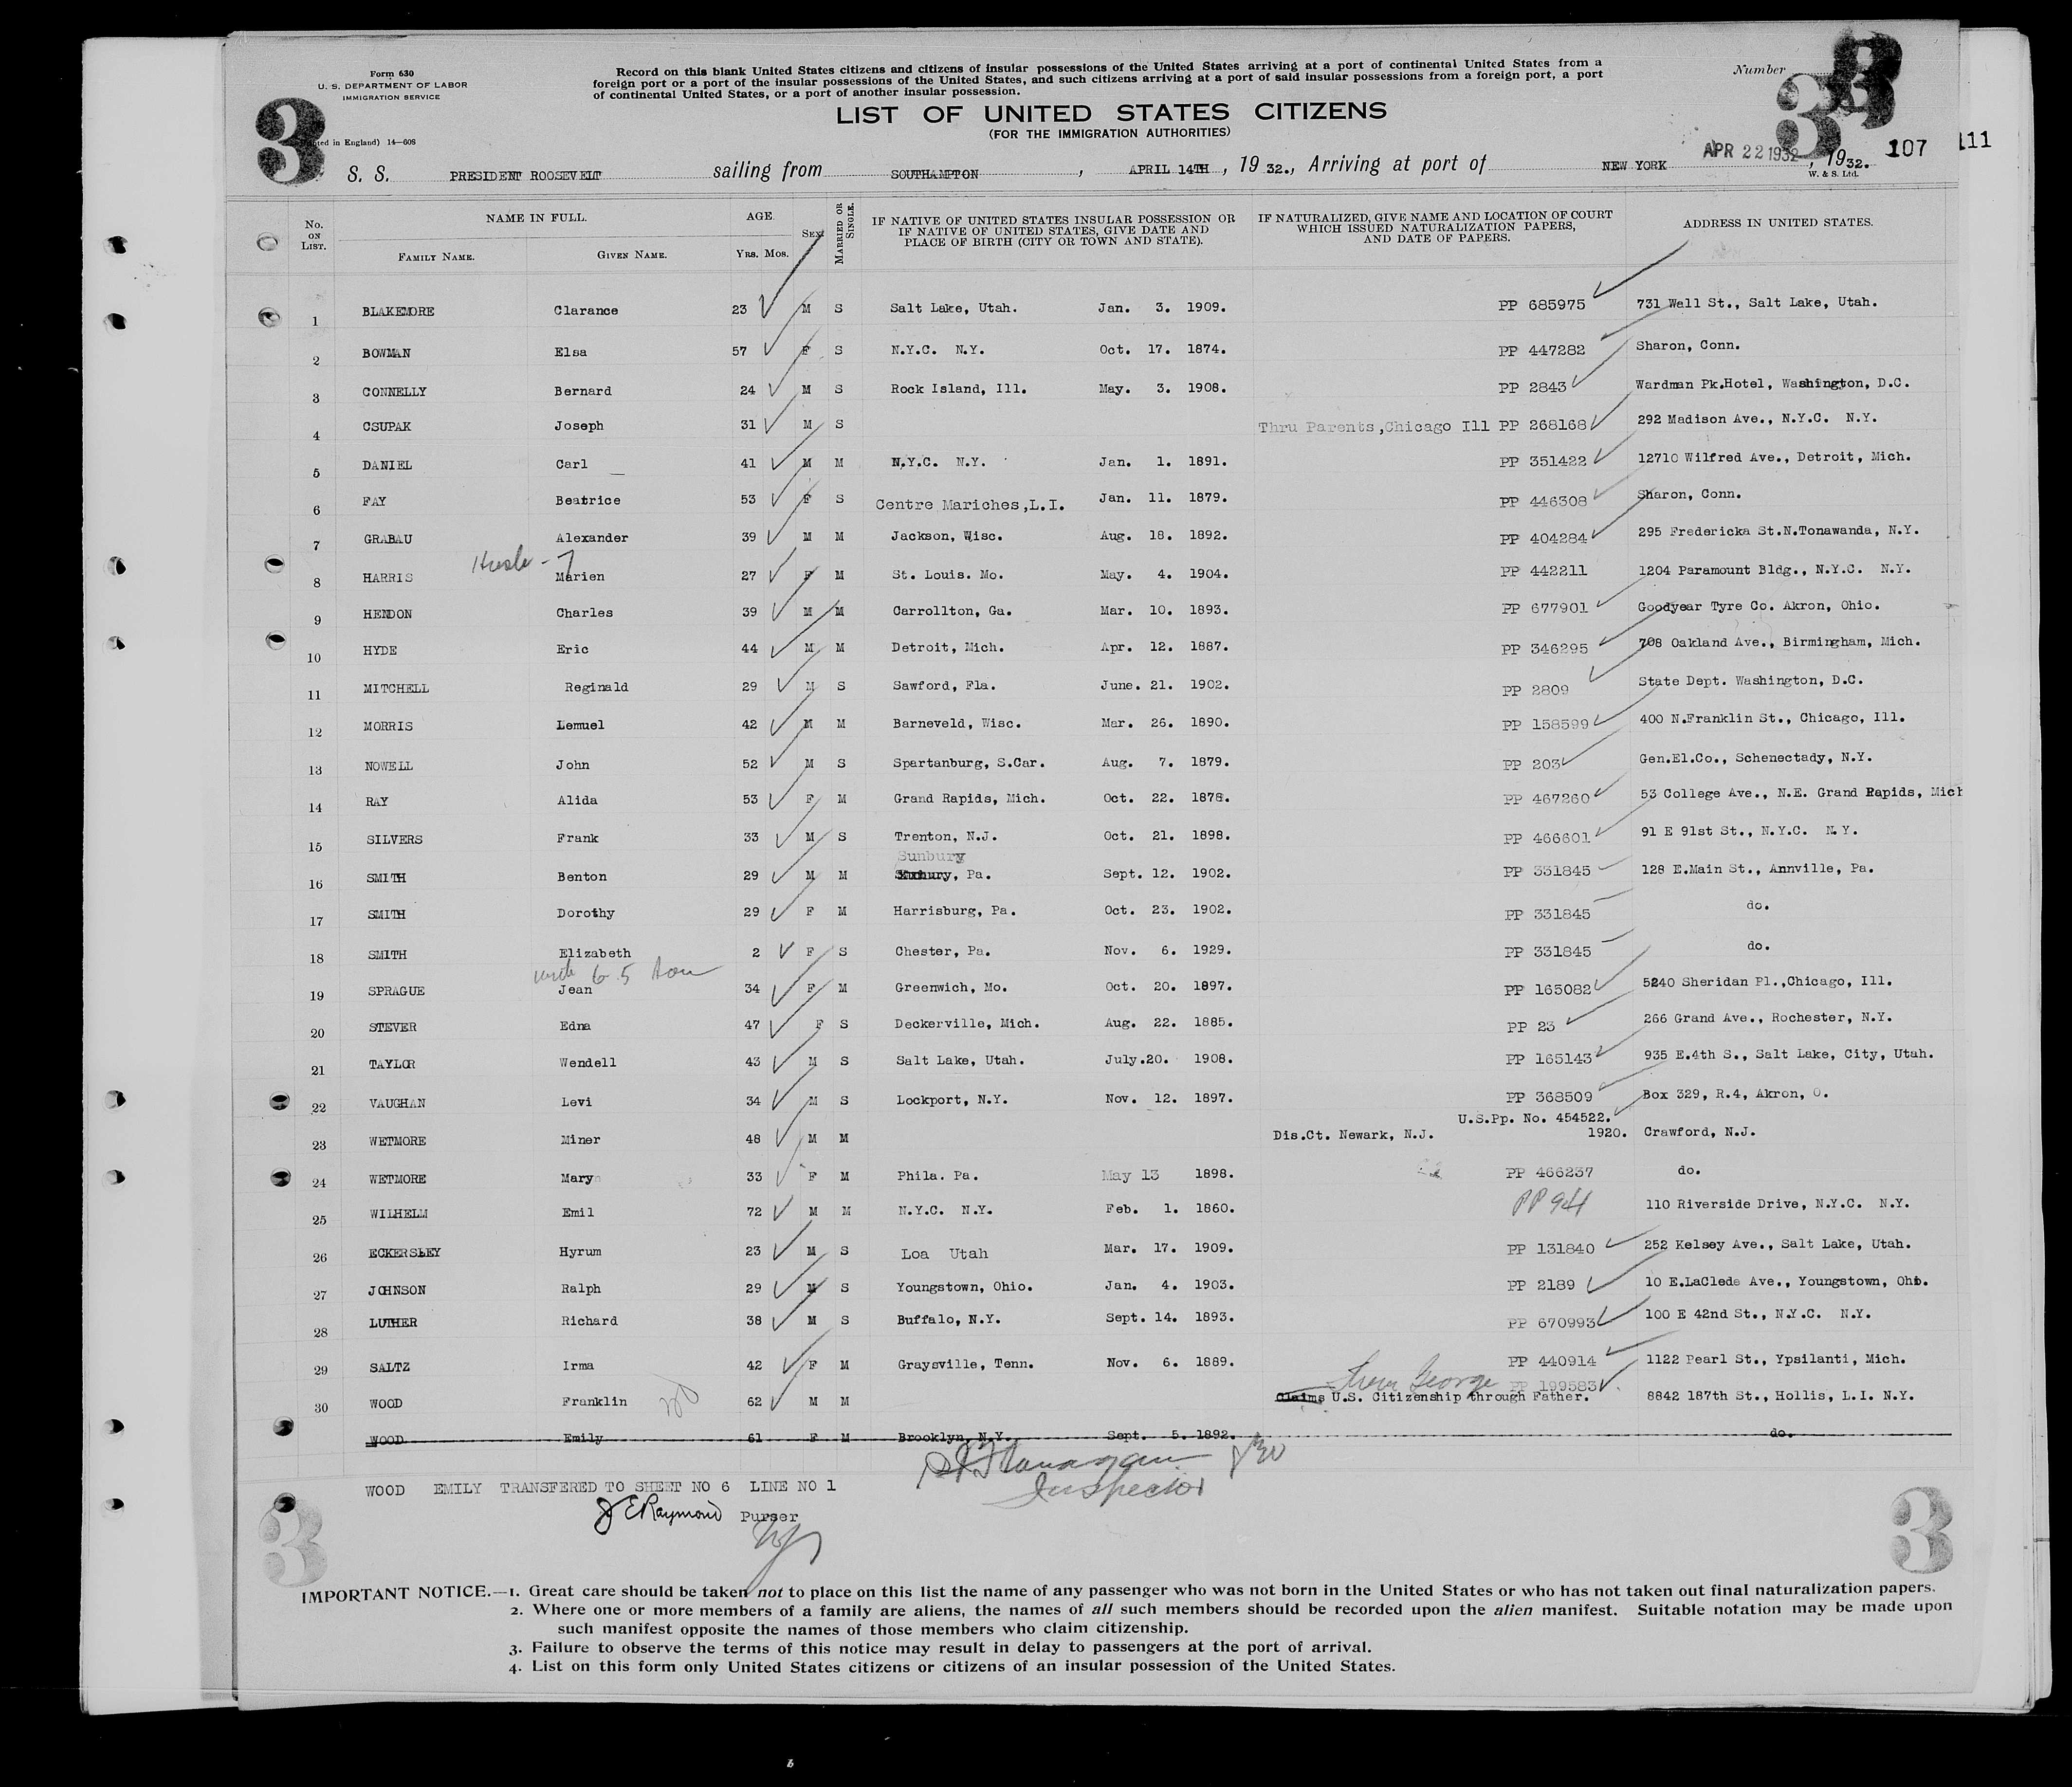 Form 630
U. S. DEPARTMENT OF LABOR
IMMIGRATION SERVICE
(Printed in England) 14—608
3
Record on this blank United States citizens and citizens of insular possessions of the United States arriving at a port of continental United States from a
foreign port or a port of the insular possessions of the United States, and such citizens arriving at a port of said insular possessions from a foreign port, a port
of continental United States, or a port of another insular possession.
Number 3 3
LIST OF UNITED STATES CITIZENS
(FOR THE IMMIGRATION AUTHORITIES)
S. S. PRESIDENT ROOSEVELT sailing from SOUTHAMPTON, APRIL 14TH, 1932., Arriving at port of NEW YORK APR 22 1932, 1932. 107 111
W. & S. Ltd.
No. ON LIST. NAME IN FULL. AGE. SEX MARRIED OR SINGLE. IF NATIVE OF UNITED STATES INSULAR POSSESSION OR IF NATIVE OF UNITED STATES, GIVE DATE AND PLACE OF BIRTH (CITY OR TOWN AND STATE). IF NATURALIZED, GIVE NAME AND LOCATION OF COURT WHICH ISSUED NATURALIZATION PAPERS, AND DATE OF PAPERS. ADDRESS IN UNITED STATES.
FAMILY NAME. GIVEN NAME. YRS. MOS.
1 BLAKEMORE Clarance 23 M S Salt Lake, Utah. Jan. 3. 1909. PP 685975 731 Wall St., Salt Lake, Utah.
2 BOWMAN Elsa 57 F S N.Y.C. N.Y. Oct. 17. 1874. PP 447282 Sharon, Conn.
3 CONNELLY Bernard 24 M S Rock Island, Ill. May. 3. 1908. PP 2843 Wardman Pk.Hotel, Washington, D.C.
4 CSUPAK Joseph 31 M S Thru Parents,Chicago Ill PP 268168 292 Madison Ave., N.Y.C. N.Y.
5 DANIEL Carl 41 M M N.Y.C. N.Y. Jan. 1. 1891. PP 351422 12710 Wilfred Ave., Detroit, Mich.
6 FAY Beatrice 53 F S Centre Mariches,L.I. Jan. 11. 1879. PP 446308 Sharon, Conn.
7 GRABAU Alexander 39 M M Jackson, Wisc. Aug. 18. 1892. PP 404284 295 Fredericka St.N.Tonawanda, N.Y.
8 HARRIS Marien 27 F M St. Louis. Mo. May. 4. 1904. PP 442211 1204 Paramount Bldg., N.Y.C. N.Y.
9 HENDON Charles 39 M M Carrollton, Ga. Mar. 10. 1893. PP 677901 Goodyear Tyre Co. Akron, Ohio.
10 HYDE Eric 44 M M Detroit, Mich. Apr. 12. 1887. PP 346295 708 Oakland Ave., Birmingham, Mich.
11 MITCHELL Reginald 29 M S Sawford, Fla. June. 21. 1902. PP 2809 State Dept. Washington, D.C.
12 MORRIS Lemuel 42 M M Barneveld, Wisc. Mar. 26. 1890. PP 158599 400 N.Franklin St., Chicago, Ill.
13 NOWELL John 52 M S Spartanburg, S.Car. Aug. 7. 1879. PP 203 Gen.El.Co., Schenectady, N.Y.
14 RAY Alida 53 F M Grand Rapids, Mich. Oct. 22. 1878. PP 467260 53 College Ave., N.E. Grand Rapids, Mich
15 SILVERS Frank 33 M S Trenton, N.J. Oct. 21. 1898. PP 466601 91 E 91st St., N.Y.C. N.Y.
Sunbury
16 SMITH Benton 29 M M Pa. Sept. 12. 1902. PP 331845 128 E.Main St., Annville, Pa.
17 SMITH Dorothy 29 F M Harrisburg, Pa. Oct. 23. 1902. PP 331845 do.
18 SMITH Elizabeth 2 F S Chester, Pa. Nov. 6. 1929. PP 331845 do.
19 SPRAGUE Jean 34 F M Greenwich, Mo. Oct. 20. 1897. PP 165082 5240 Sheridan Pl.,Chicago, Ill.
20 STEVER Edna 47 F S Deckerville, Mich. Aug. 22. 1885. PP 23 266 Grand Ave., Rochester, N.Y.
21 TAYLOR Wendell 43 M S Salt Lake, Utah. July.20. 1908. PP 165143 935 E.4th S., Salt Lake, City, Utah.
22 VAUGHAN Levi 34 M S Lockport, N.Y. Nov. 12. 1897. PP 368509 Box 329, R.4, Akron, O.
U.S.Pp. No. 454522.
23 WETMORE Miner 48 M M Dis.Ct. Newark, N.J. 1920. Crawford, N.J.
24 WETMORE Mary 33 F M Phila. Pa. May 13 1898. PP 466237 do.
25 WILHELM Emil 72 M M N.Y.C. N.Y. Feb. 1. 1860. PP 94 110 Riverside Drive, N.Y.C. N.Y.
26 ECKERSLEY Hyrum 23 M S Loa Utah Mar. 17. 1909. PP 131840 252 Kelsey Ave., Salt Lake, Utah.
27 JOHNSON Ralph 29 M S Youngstown, Ohio. Jan. 4. 1903. PP 2189 10 E.LaClede Ave., Youngstown, Ohio.
28 LUTHER Richard 38 M S Buffalo, N.Y. Sept. 14. 1893. PP 670993 100 E 42nd St., N.Y.C. N.Y.
29 SALTZ Irma 42 F M Graysville, Tenn. Nov. 6. 1889. PP 440914 1122 Pearl St., Ypsilanti, Mich.
George PP 199583
30 WOOD Franklin 62 M M Claims U.S. Citizenship through Father. 8842 187th St., Hollis, L.I. N.Y.
WOOD Emily 61 F M Brooklyn, N.Y. Sept. 5. 1892. do.
Inspector
WOOD EMILY TRANSFERED TO SHEET NO 6 LINE NO 1
J E Raymond Purser
3 3
IMPORTANT NOTICE.—1. Great care should be taken not to place on this list the name of any passenger who was not born in the United States or who has not taken out final naturalization papers.
2. Where one or more members of a family are aliens, the names of all such members should be recorded upon the alien manifest. Suitable notation may be made upon
such manifest opposite the names of those members who claim citizenship.
3. Failure to observe the terms of this notice may result in delay to passengers at the port of arrival.
4. List on this form only United States citizens or citizens of an insular possession of the United States.